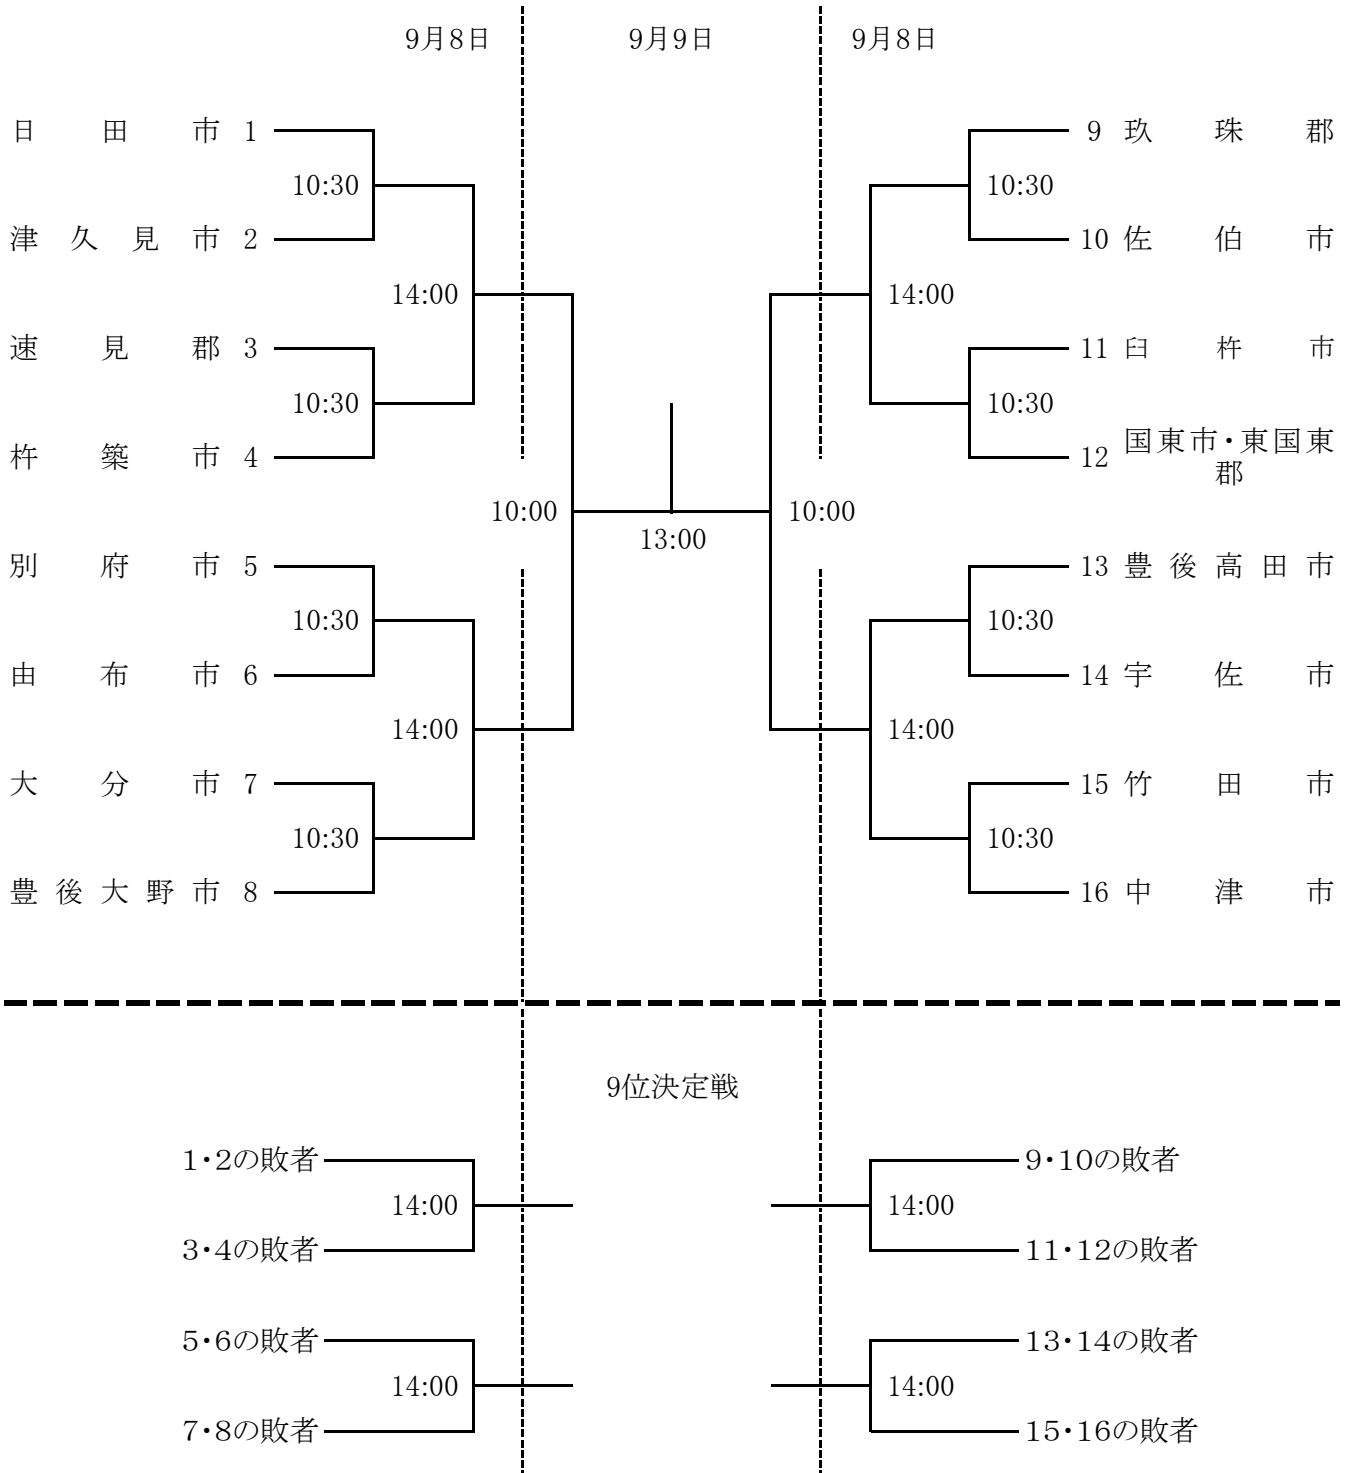 9月8日 9月9日 9月8日
日田市 1 9 玖珠郡
10:30 10:30
津久見市 2 10 佐伯市
14:00 14:00
速見郡 3 11 臼杵市
10:30 10:30
杵築市 4 12 国東市・東国東
郡
10:00 10:00
13:00
別府市 5 13 豊後高田市
10:30 10:30
由布市 6 14 宇佐市
14:00 14:00
大分市 7 15 竹田市
10:30 10:30
豊後大野市 8 16 中津市
9位決定戦
1・2の敗者 9・10の敗者
14:00 14:00
3・4の敗者 11・12の敗者
5・6の敗者 13・14の敗者
14:00 14:00
7・8の敗者 15・16の敗者